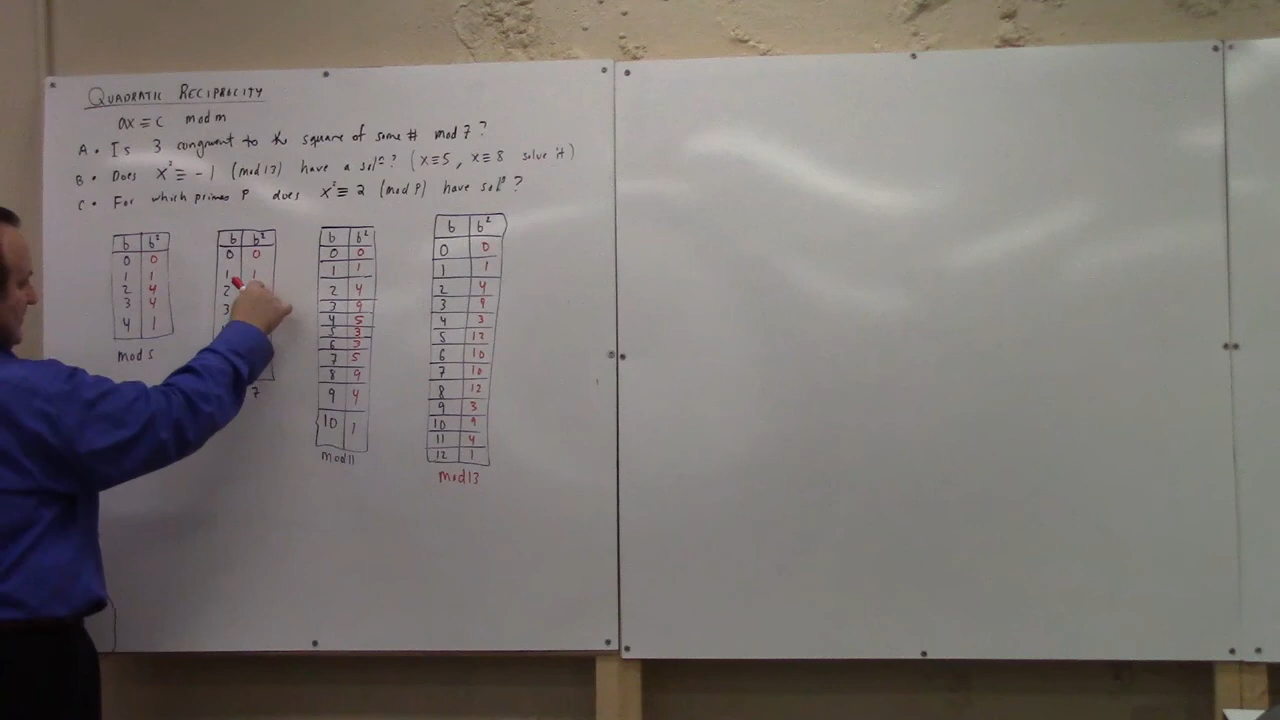 QUADRATIC RECIPROCITY
ax ≡ c mod m
A • Is 3 congruent to the square of some # mod 7?
B • Does x² ≡ -1 (mod 13) have a solⁿ? (x≡5, x≡8 solve it)
C • For which primes P does x² ≡ 2 (mod P) have solⁿ?
b b²
0 0
1 1
2 4
3 4
4 1
mod 5
b b²
0 0
1 1
2
3
7
b b²
0 0
1 1
2 4
3 9
4 5
5 3
6 3
7 5
8 9
9 4
10 1
mod 11
b b²
0 0
1 1
2 4
3 9
4 3
5 12
6 10
7 10
8 12
9 3
10 9
11 4
12 1
mod 13